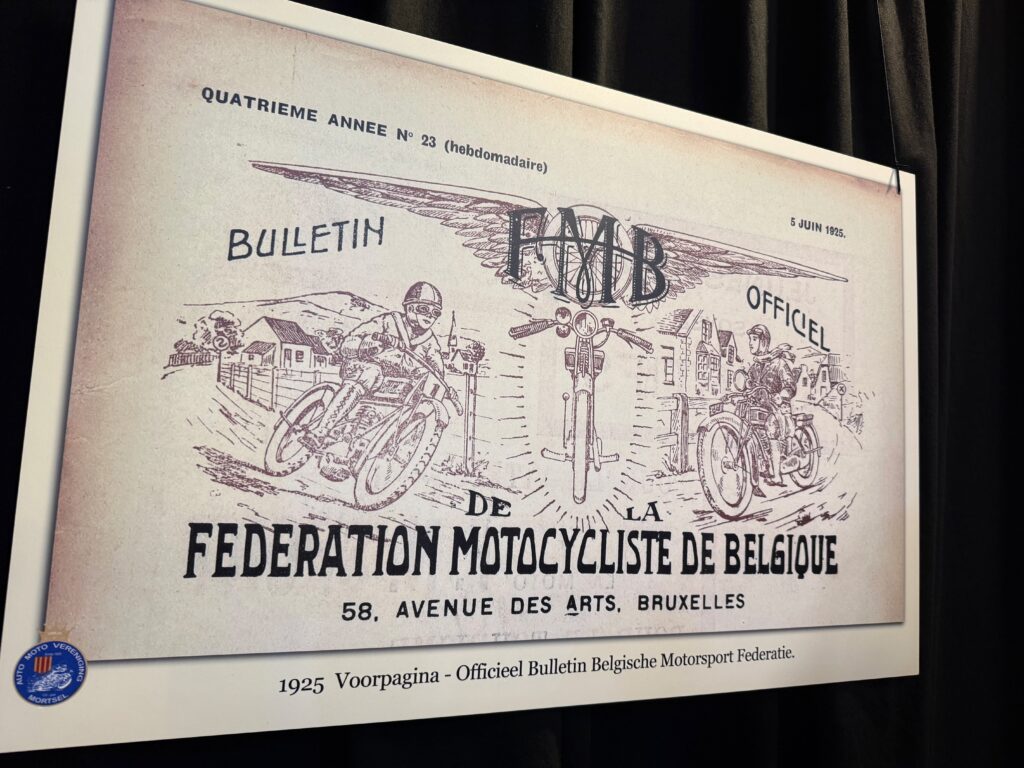 QUATRIEME ANNEE N° 23 (hebdomadaire)
5 JUIN 1925.
BULLETIN
FMB
OFFICIEL
2
DE LA
FEDERATION MOTOCYCLISTE DE BELGIQUE
58, AVENUE DES ARTS, BRUXELLES
1925 Voorpagina - Officieel Bulletin Belgische Motorsport Federatie.
AUTO MOTO VERENIGING
MORTSEL